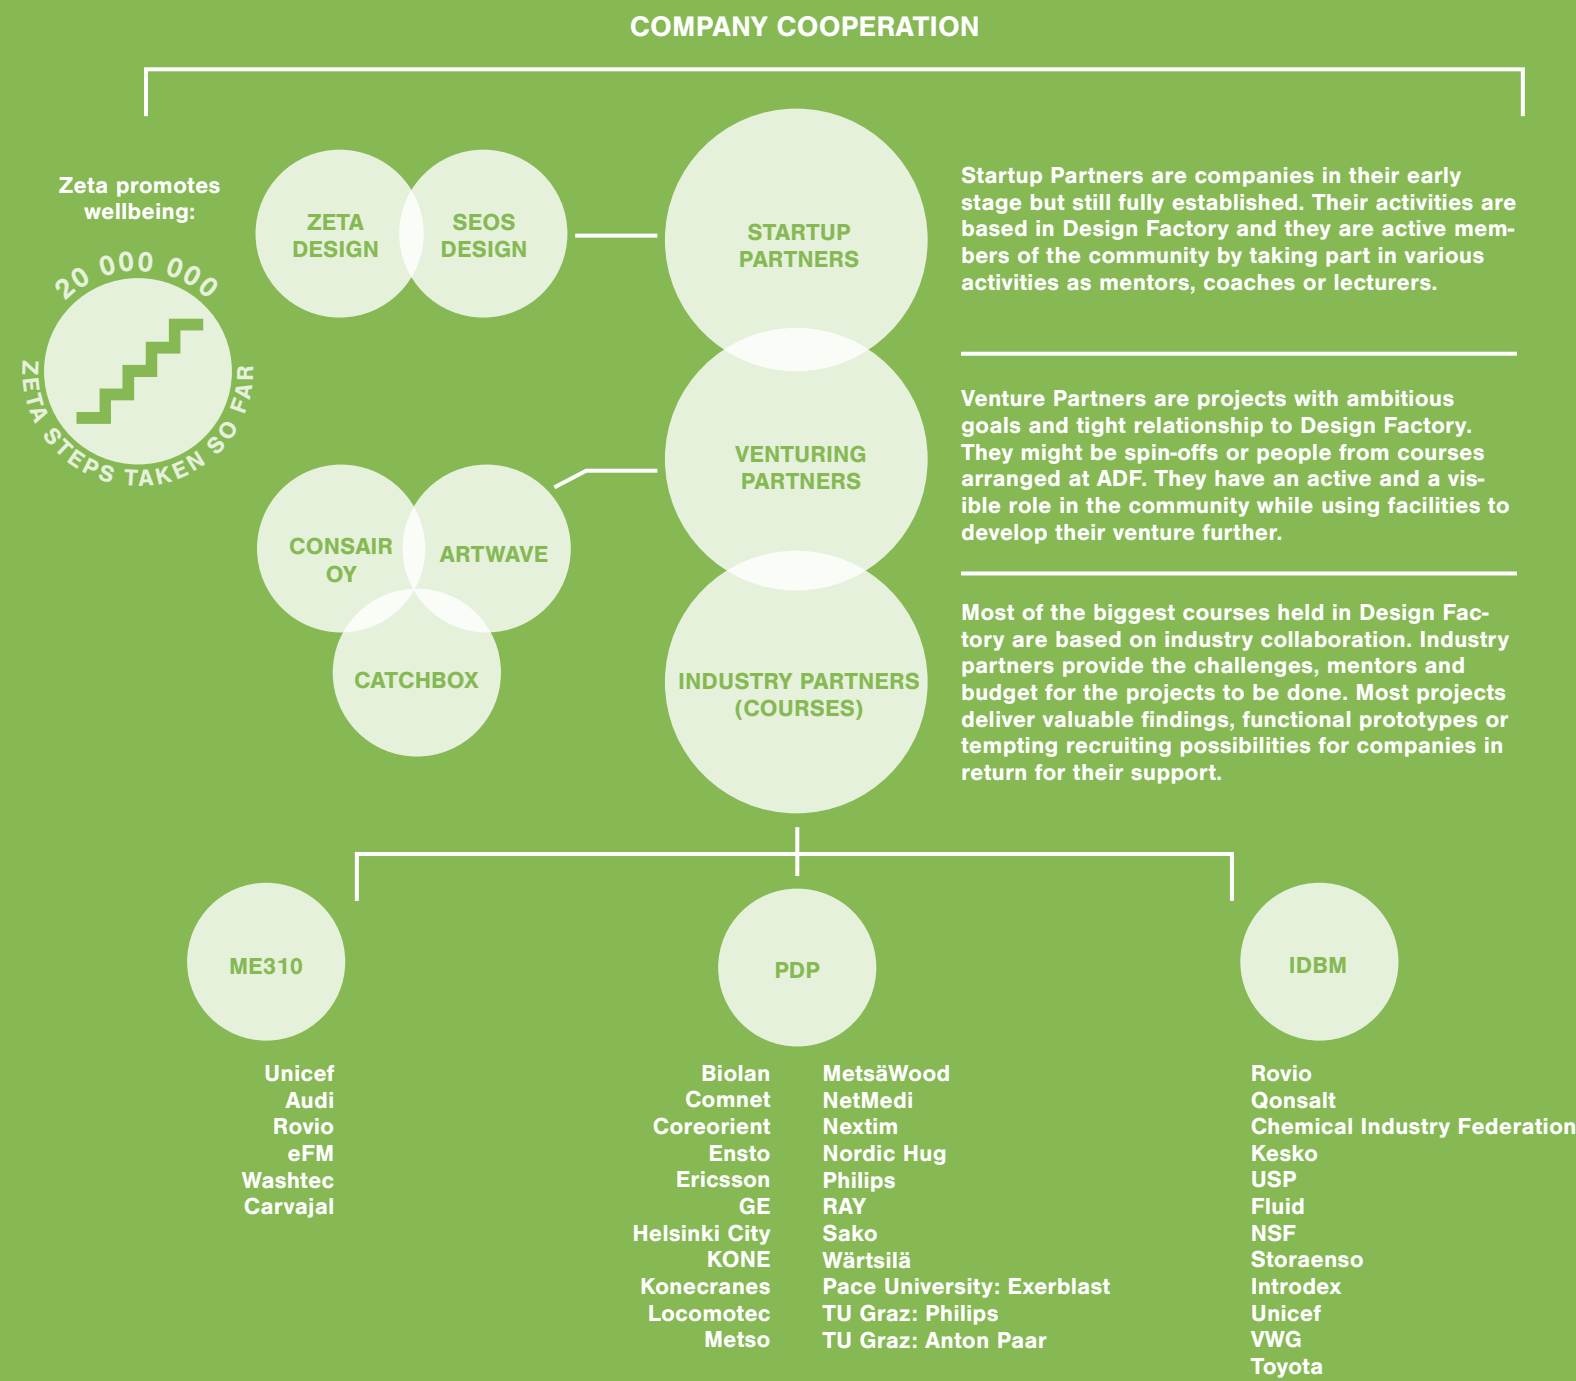 COMPANY COOPERATION
Zeta promotes
wellbeing:
20 000 000
ZETA STEPS TAKEN SO FAR
ZETA
DESIGN
SEOS
DESIGN
STARTUP
PARTNERS
Startup Partners are companies in their early
stage but still fully established. Their activities are
based in Design Factory and they are active mem-
bers of the community by taking part in various
activities as mentors, coaches or lecturers.
CONSAIR
OY
ARTWAVE
CATCHBOX
VENTURING
PARTNERS
Venture Partners are projects with ambitious
goals and tight relationship to Design Factory.
They might be spin-offs or people from courses
arranged at ADF. They have an active and a vis-
ible role in the community while using facilities to
develop their venture further.
INDUSTRY PARTNERS
(COURSES)
Most of the biggest courses held in Design Fac-
tory are based on industry collaboration. Industry
partners provide the challenges, mentors and
budget for the projects to be done. Most projects
deliver valuable findings, functional prototypes or
tempting recruiting possibilities for companies in
return for their support.
ME310
Unicef
Audi
Rovio
eFM
Washtec
Carvajal
PDP
Biolan
Comnet
Coreorient
Ensto
Ericsson
GE
Helsinki City
KONE
Konecranes
Locomotec
Metso
MetsäWood
NetMedi
Nextim
Nordic Hug
Philips
RAY
Sako
Wärtsilä
Pace University: Exerblast
TU Graz: Philips
TU Graz: Anton Paar
IDBM
Rovio
Qonsalt
Chemical Industry Federation
Kesko
USP
Fluid
NSF
Storaenso
Introdex
Unicef
VWG
Toyota